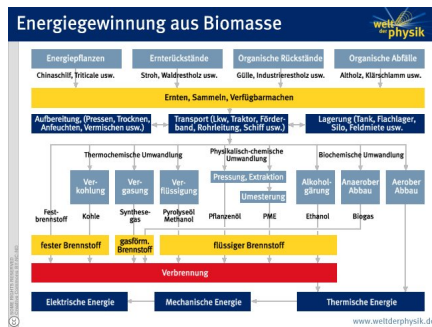 Energiegewinnung aus Biomasse
welt
der physik
Energiepflanzen
Ernterückstände
Organische Rückstände
Organische Abfälle
Chinaschilf, Triticale usw.
Stroh, Waldrestholz usw.
Gülle, Industrierestholz usw.
Altholz, Klärschlamm usw.
Ernten, Sammeln, Verfügbarmachen
Aufbereitung, (Pressen, Trocknen,
Anfeuchten, Vermischen usw.)
Transport (Lkw, Traktor, Förder-
band, Rohrleitung, Schiff usw.)
Lagerung (Tank, Flachlager,
Silo, Feldmiete usw.
Thermochemische Umwandlung
Physikalisch-chemische
Umwandlung
Biochemische Umwandlung
Ver-
kohlung
Ver-
gasung
Ver-
flüssigung
Pressung, Extraktion
Umesterung
Alkohol-
gärung
Anaerober
Abbau
Aerober
Abbau
Fest-
brennstoff
Kohle
Synthese-
gas
Pyrolyseöl
Methanol
Pflanzenöl
PME
Ethanol
Biogas
fester Brennstoff
gasförm.
Brennstoff
flüssiger Brennstoff
Verbrennung
Elektrische Energie
Mechanische Energie
Thermische Energie
www.weltderphysik.de